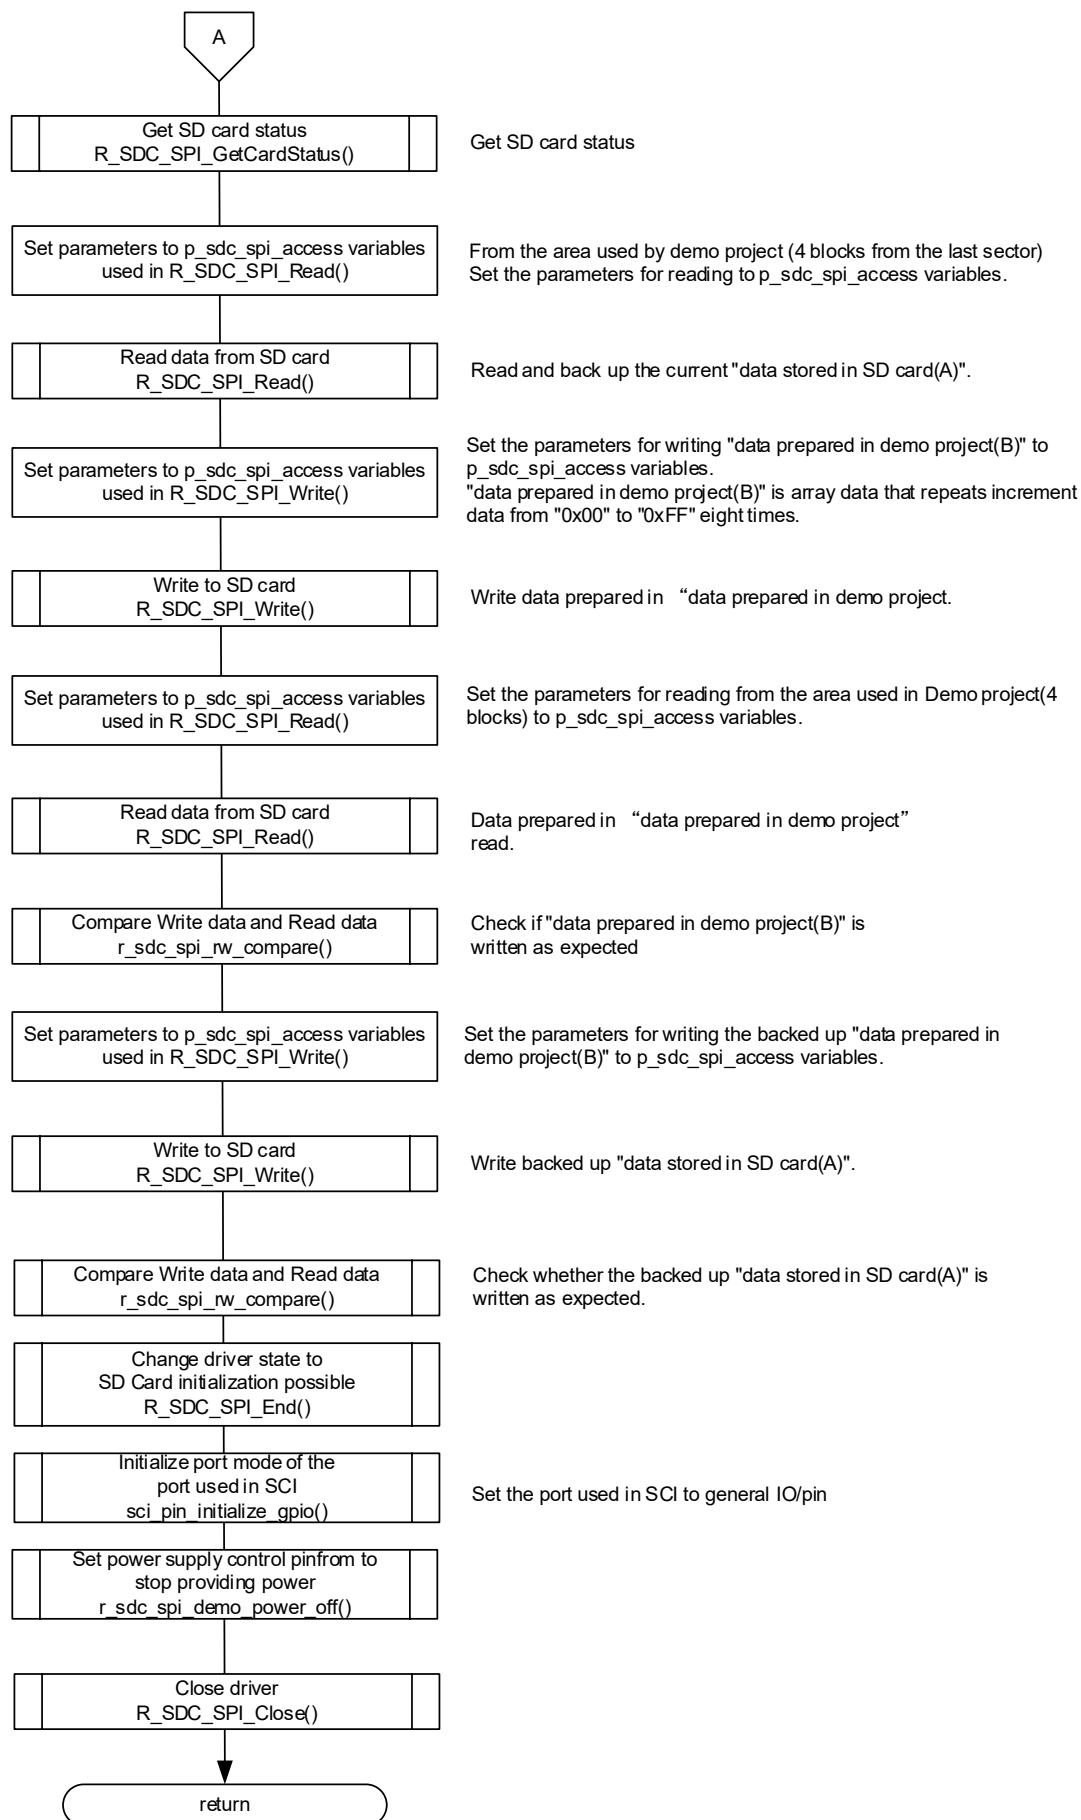 A
Get SD card status
R_SDC_SPI_GetCardStatus()
Get SD card status
Set parameters to p_sdc_spi_access variables
used in R_SDC_SPI_Read()
From the area used by demo project (4 blocks from the last sector)
Set the parameters for reading to p_sdc_spi_access variables.
Read data from SD card
R_SDC_SPI_Read()
Read and back up the current "data stored in SD card(A)".
Set parameters to p_sdc_spi_access variables
used in R_SDC_SPI_Write()
Set the parameters for writing "data prepared in demo project(B)" to
p_sdc_spi_access variables.
"data prepared in demo project(B)" is array data that repeats increment
data from "0x00" to "0xFF" eight times.
Write to SD card
R_SDC_SPI_Write()
Write data prepared in “data prepared in demo project.
Set parameters to p_sdc_spi_access variables
used in R_SDC_SPI_Read()
Set the parameters for reading from the area used in Demo project(4
blocks) to p_sdc_spi_access variables.
Read data from SD card
R_SDC_SPI_Read()
Data prepared in “data prepared in demo project”
read.
Compare Write data and Read data
r_sdc_spi_rw_compare()
Check if "data prepared in demo project(B)" is
written as expected
Set parameters to p_sdc_spi_access variables
used in R_SDC_SPI_Write()
Set the parameters for writing the backed up "data prepared in
demo project(B)" to p_sdc_spi_access variables.
Write to SD card
R_SDC_SPI_Write()
Write backed up "data stored in SD card(A)".
Compare Write data and Read data
r_sdc_spi_rw_compare()
Check whether the backed up "data stored in SD card(A)" is
written as expected.
Change driver state to
SD Card initialization possible
R_SDC_SPI_End()
Initialize port mode of the
port used in SCI
sci_pin_initialize_gpio()
Set the port used in SCI to general IO/pin
Set power supply control pinfrom to
stop providing power
r_sdc_spi_demo_power_off()
Close driver
R_SDC_SPI_Close()
return